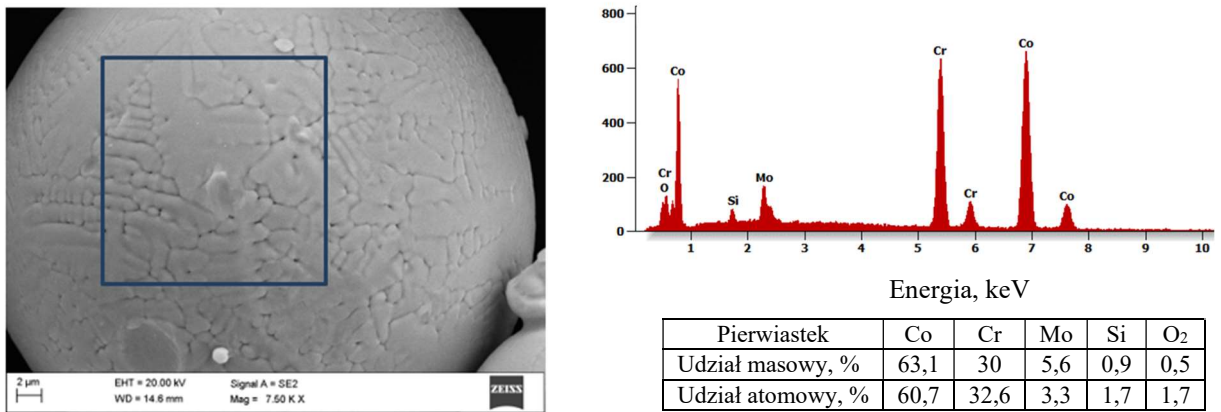 2 µm
EHT = 20.00 kV
WD = 14.6 mm
Signal A = SE2
Mag = 7.50 K X
ZEISS
800
600
400
200
0
Cr
O
Co
Si
Mo
Cr
Cr
Co
Co
1 2 3 4 5 6 7 8 9 10
Energia, keV
Pierwiastek Co Cr Mo Si O2
Udział masowy, % 63,1 30 5,6 0,9 0,5
Udział atomowy, % 60,7 32,6 3,3 1,7 1,7